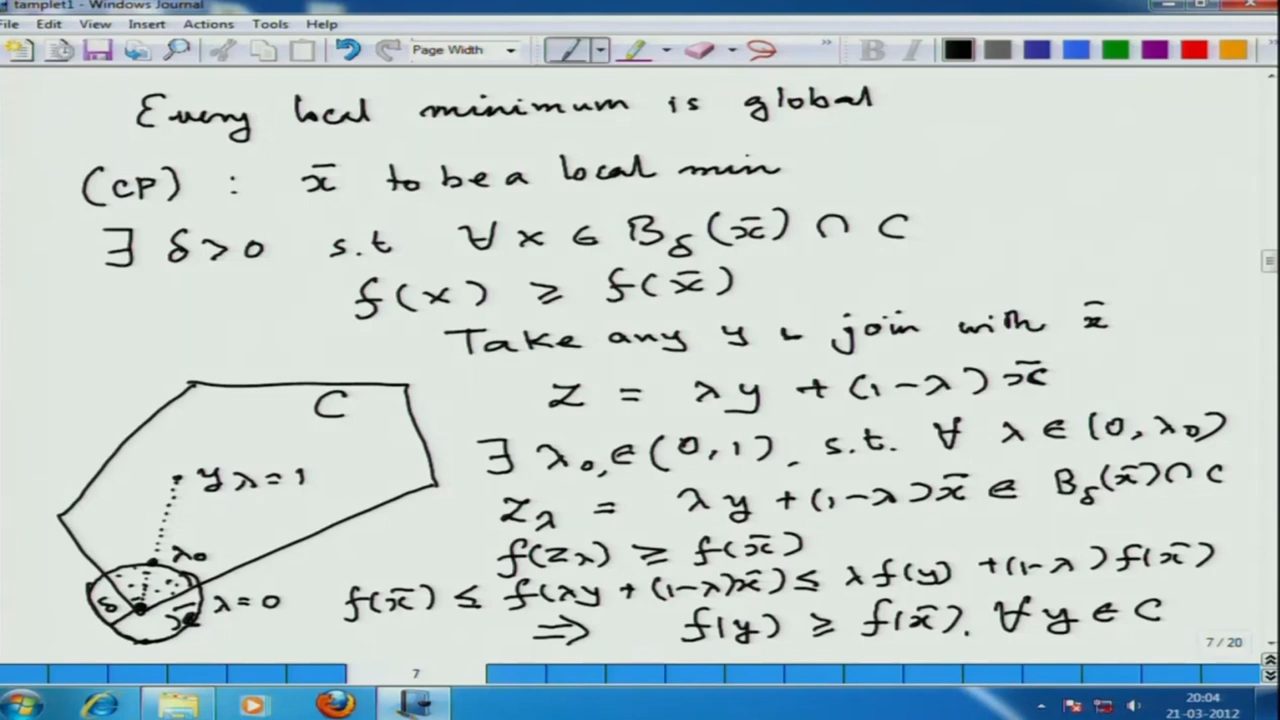 tamplet1 - Windows Journal
File Edit View Insert Actions Tools Help
Page Width
B I
Every local minimum is global
(CP) : x̄ to be a local min
∃ δ > 0 s.t ∀ x ∈ B_δ(x̄) ∩ C
f(x) ≥ f(x̄)
Take any y & join with x̄
z = λy + (1-λ)x̄
∃ λ₀ ∈ (0,1). s.t. ∀ λ ∈ (0, λ₀)
z_λ = λy + (1-λ)x̄ ∈ B_δ(x̄) ∩ C
f(z_λ) ≥ f(x̄)
f(x̄) ≤ f(λy + (1-λ)x̄) ≤ λf(y) + (1-λ)f(x̄)
⇒ f(y) ≥ f(x̄). ∀ y ∈ C
C
y λ=1
λ₀
δ x̄ λ=0
7 / 20
7
20:04
21-03-2012